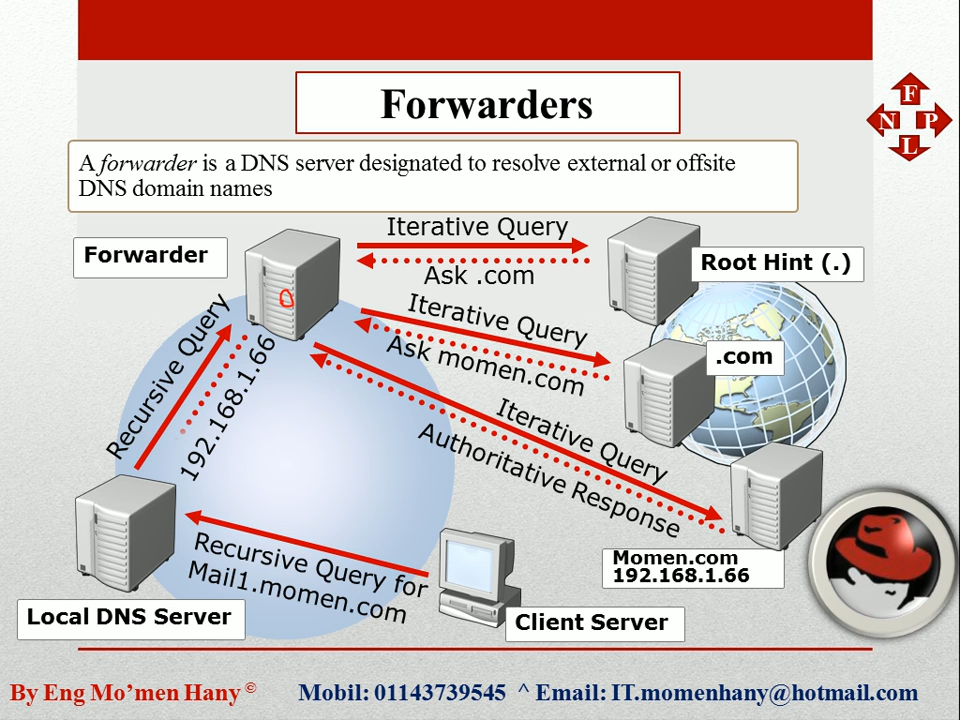 Forwarders
F
N P
L
A forwarder is a DNS server designated to resolve external or offsite
DNS domain names
Iterative Query
Forwarder
Root Hint (.)
Ask .com
Iterative Query
Ask momen.com
.com
Recursive Query
192.168.1.66
Iterative Query
Authoritative Response
Momen.com
192.168.1.66
Recursive Query for
Mail1.momen.com
Local DNS Server
Client Server
By Eng Mo’men Hany © Mobil: 01143739545 ^ Email: IT.momenhany@hotmail.com